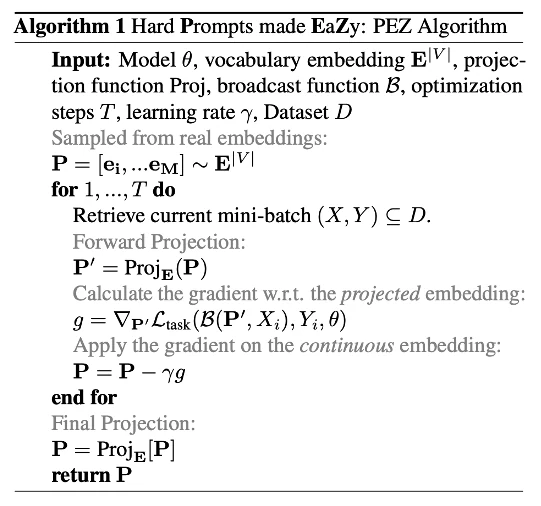 Algorithm 1 Hard Prompts made EaZy: PEZ Algorithm
Input: Model θ, vocabulary embedding E^|V|, projec-
tion function Proj, broadcast function ℬ, optimization
steps T, learning rate γ, Dataset D
Sampled from real embeddings:
P = [e_i, ...e_M] ∼ E^|V|
for 1, ..., T do
Retrieve current mini-batch (X, Y) ⊆ D.
Forward Projection:
P′ = Proj_E(P)
Calculate the gradient w.r.t. the projected embedding:
g = ∇_P′ ℒ_task(ℬ(P′, X_i), Y_i, θ)
Apply the gradient on the continuous embedding:
P = P − γg
end for
Final Projection:
P = Proj_E[P]
return P